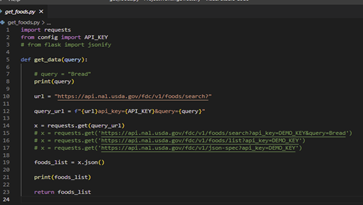 get_foods.py
get_foods.py > ...
1 import requests
2 from config import API_KEY
3 # from flask import jsonify
4
5 def get_data(query):
6
7 # query = "Bread"
8 print(query)
9
10 url = "https://api.nal.usda.gov/fdc/v1/foods/search?"
11
12 query_url = f"{url}api_key={API_KEY}&query={query}"
13
14 x = requests.get(query_url)
15 # x = requests.get('https://api.nal.usda.gov/fdc/v1/foods/search?api_key=DEMO_KEY&query=Bread')
16 # x = requests.get('https://api.nal.usda.gov/fdc/v1/foods/list?api_key=DEMO_KEY')
17 # x = requests.get('https://api.nal.usda.gov/fdc/v1/json-spec?api_key=DEMO_KEY')
18
19 foods_list = x.json()
20
21 print(foods_list)
22
23 return foods_list
24